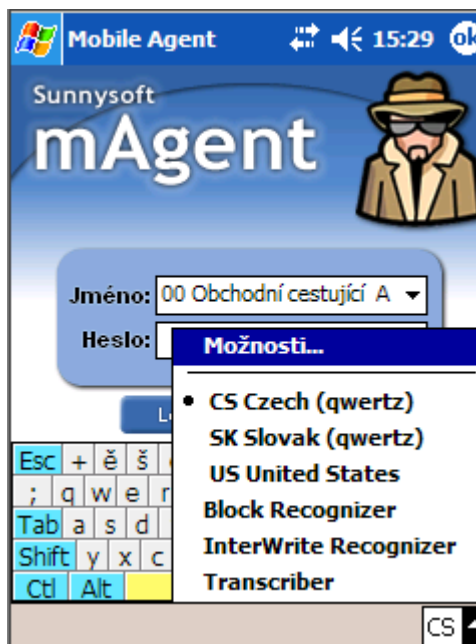 Mobile Agent 15:29 ok
Sunnysoft
mAgent
Jméno: 00 Obchodní cestující A
Heslo:
Možnosti...
CS Czech (qwertz)
SK Slovak (qwertz)
US United States
Block Recognizer
InterWrite Recognizer
Transcriber
Esc + ě š
; q w e r
Tab a s d
Shift y x c
Ctl Alt
CS